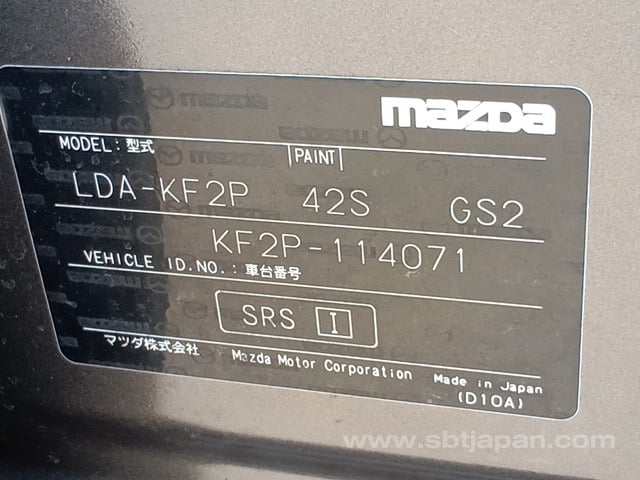 mazda
MODEL: 型式 PAINT
LDA-KF2P 42S GS2
KF2P-114071
VEHICLE ID.NO.: 車台番号
SRS I
マツダ株式会社 Mazda Motor Corporation Made in Japan
(D10A)
www.sbtjapan.com